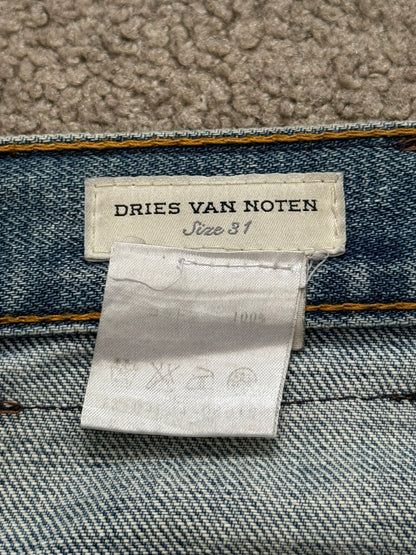 DRIES VAN NOTEN
Size 31
100%